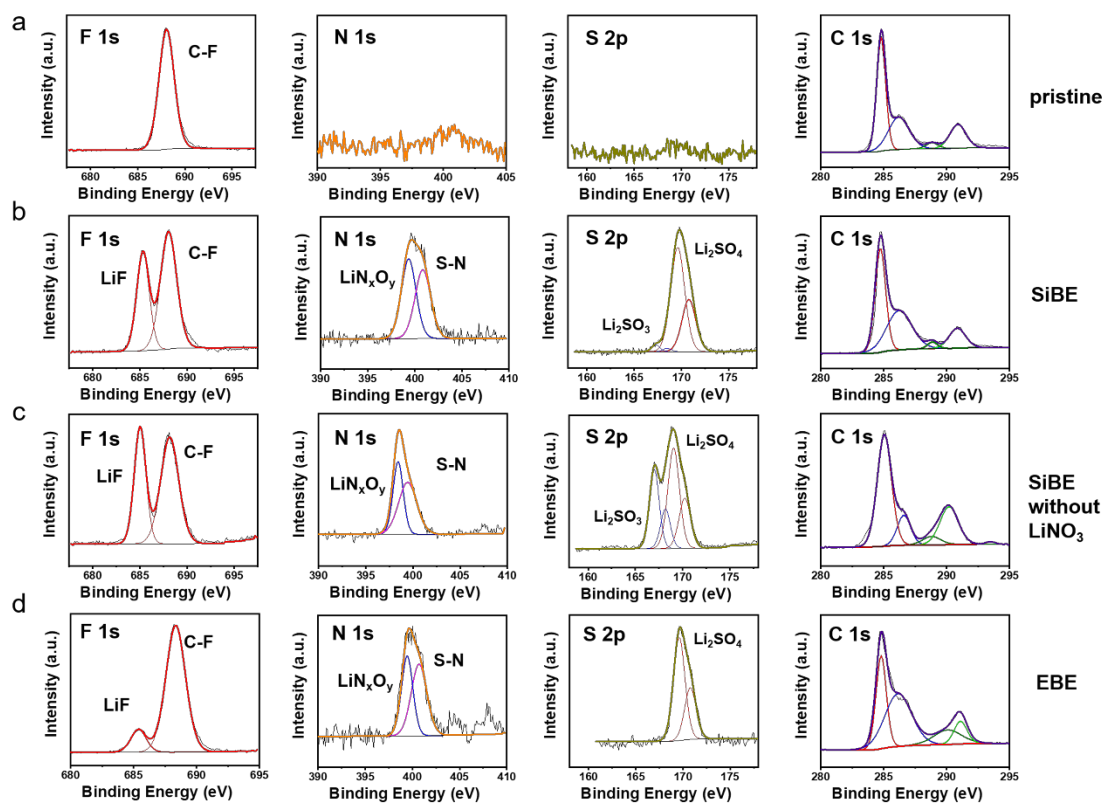 a
F 1s
C-F
Intensity (a.u.)
680 685 690 695
Binding Energy (eV)
N 1s
Intensity (a.u.)
390 395 400 405
Binding Energy (eV)
S 2p
Intensity (a.u.)
160 165 170 175
Binding Energy (eV)
C 1s
Intensity (a.u.)
280 285 290 295
Binding Energy (eV)
pristine
b
F 1s
C-F
LiF
Intensity (a.u.)
680 685 690 695
Binding Energy (eV)
N 1s
S-N
LiNₓOᵧ
Intensity (a.u.)
390 395 400 405 410
Binding Energy (eV)
S 2p
Li₂SO₄
Li₂SO₃
Intensity (a.u.)
160 165 170 175
Binding Energy (eV)
C 1s
Intensity (a.u.)
280 285 290 295
Binding Energy (eV)
SiBE
c
F 1s
C-F
LiF
Intensity (a.u.)
680 685 690 695
Binding Energy (eV)
N 1s
S-N
LiNₓOᵧ
Intensity (a.u.)
390 395 400 405 410
Binding Energy (eV)
S 2p
Li₂SO₄
Li₂SO₃
Intensity (a.u.)
160 165 170 175
Binding Energy (eV)
C 1s
Intensity (a.u.)
280 285 290 295
Binding Energy (eV)
SiBE
without
LiNO₃
d
F 1s
C-F
LiF
Intensity (a.u.)
680 685 690 695
Binding Energy (eV)
N 1s
S-N
LiNₓOᵧ
Intensity (a.u.)
390 395 400 405 410
Binding Energy (eV)
S 2p
Li₂SO₄
Intensity (a.u.)
160 165 170 175
Binding Energy (eV)
C 1s
Intensity (a.u.)
280 285 290 295
Binding Energy (eV)
EBE